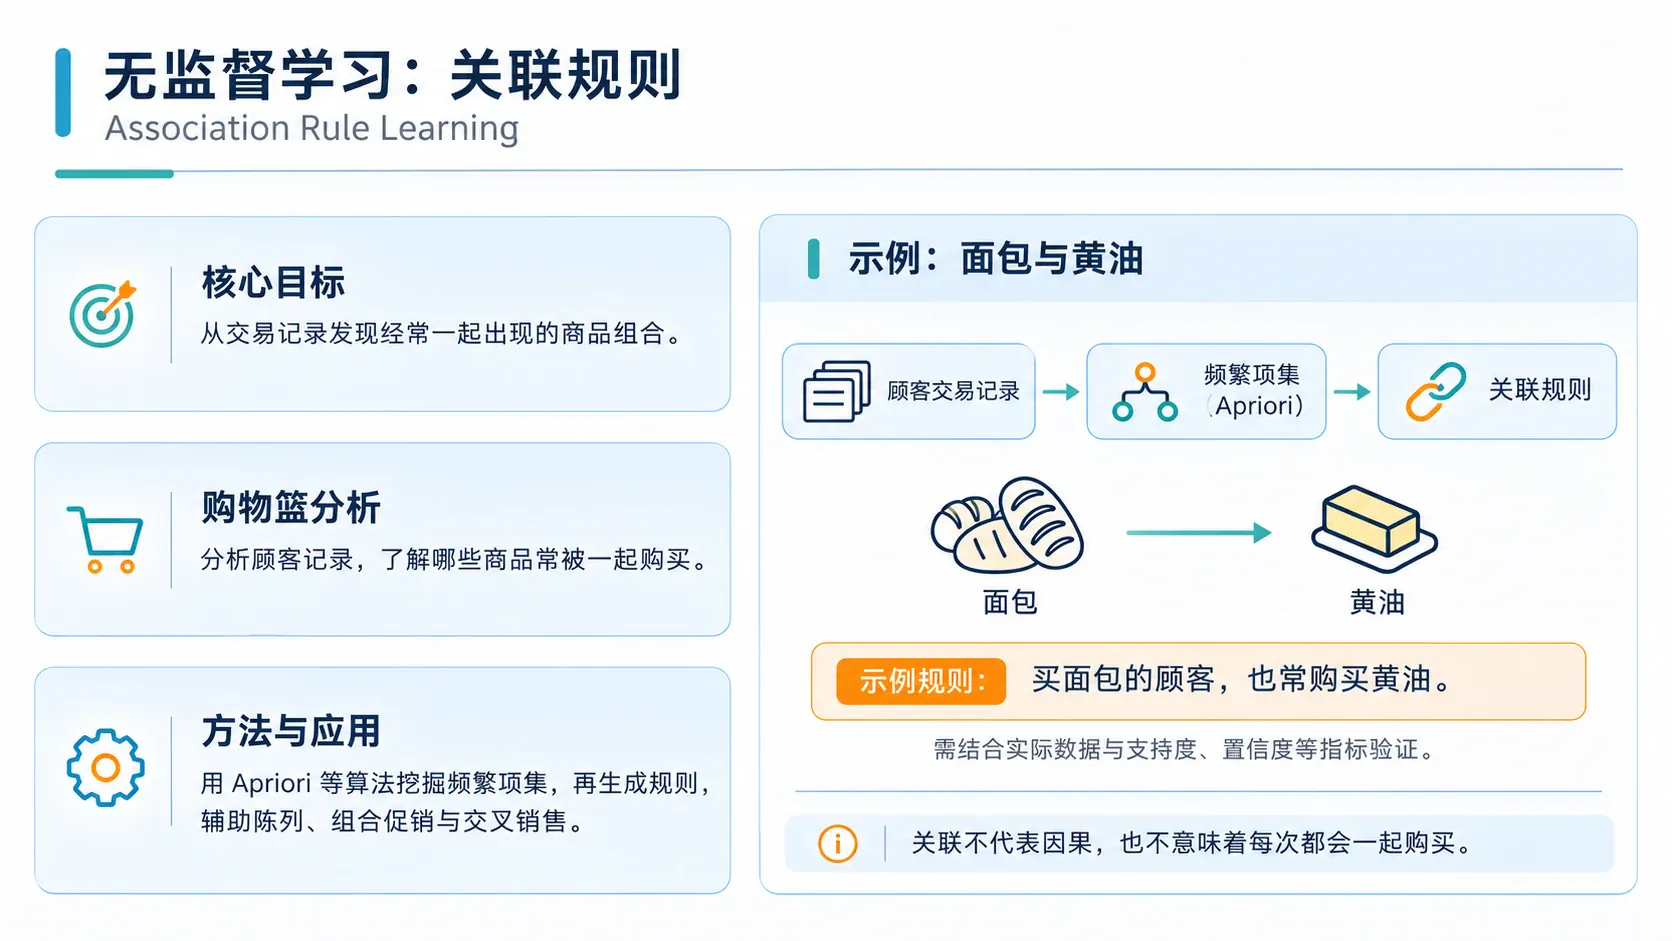 无监督学习：关联规则
Association Rule Learning
核心目标
从交易记录发现经常一起出现的商品组合。
购物篮分析
分析顾客记录，了解哪些商品常被一起购买。
方法与应用
用 Apriori 等算法挖掘频繁项集，再生成规则，
辅助陈列、组合促销与交叉销售。
示例：面包与黄油
顾客交易记录
频繁项集
（Apriori）
关联规则
面包
黄油
示例规则：
买面包的顾客，也常购买黄油。
需结合实际数据与支持度、置信度等指标验证。
关联不代表因果，也不意味着每次都会一起购买。